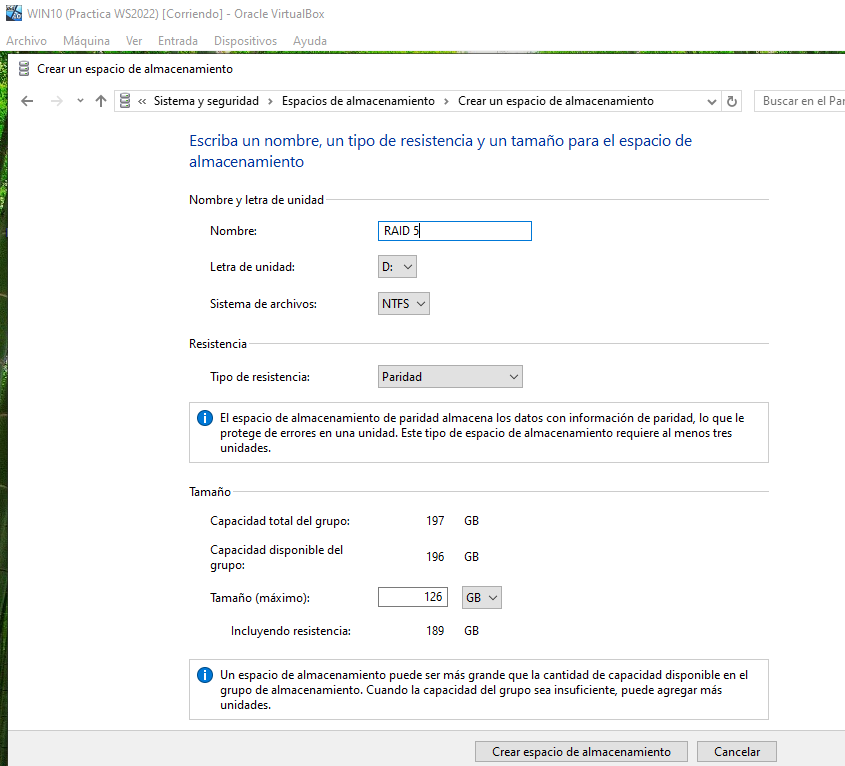 WIN10 (Practica WS2022) [Corriendo] - Oracle VirtualBox
Archivo Máquina Ver Entrada Dispositivos Ayuda
Crear un espacio de almacenamiento
« Sistema y seguridad > Espacios de almacenamiento > Crear un espacio de almacenamiento Buscar en el Par
Escriba un nombre, un tipo de resistencia y un tamaño para el espacio de
almacenamiento
Nombre y letra de unidad
Nombre: RAID 5
Letra de unidad: D:
Sistema de archivos: NTFS
Resistencia
Tipo de resistencia: Paridad
El espacio de almacenamiento de paridad almacena los datos con información de paridad, lo que le
protege de errores en una unidad. Este tipo de espacio de almacenamiento requiere al menos tres
unidades.
Tamaño
Capacidad total del grupo: 197 GB
Capacidad disponible del
grupo: 196 GB
Tamaño (máximo): 126 GB
Incluyendo resistencia: 189 GB
Un espacio de almacenamiento puede ser más grande que la cantidad de capacidad disponible en el
grupo de almacenamiento. Cuando la capacidad del grupo sea insuficiente, puede agregar más
unidades.
Crear espacio de almacenamiento Cancelar